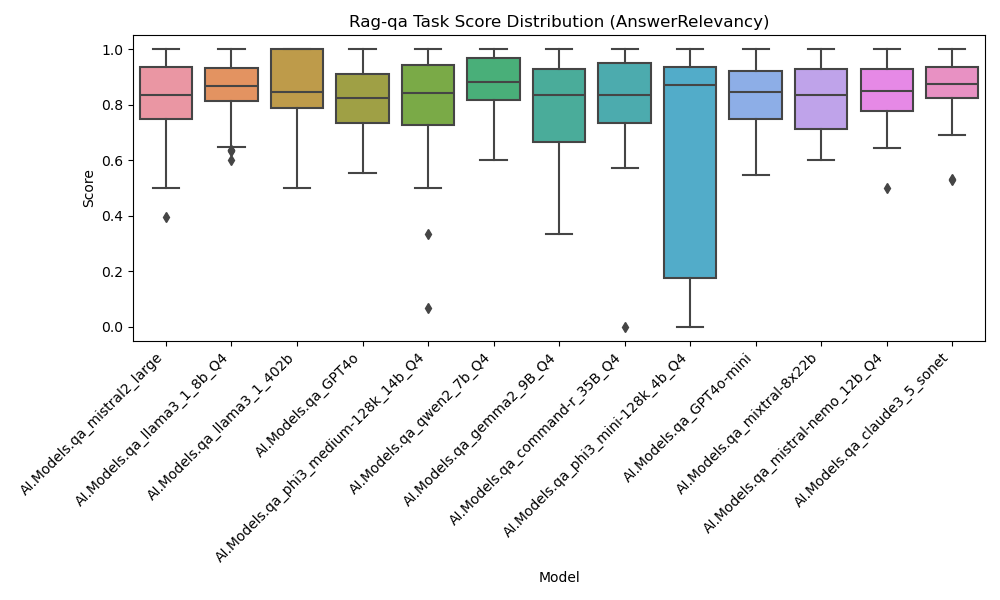 Rag-qa Task Score Distribution (AnswerRelevancy)
1.0
0.8
0.6
0.4
0.2
0.0
Score
AI.Models.qa_mistral2_large
AI.Models.qa_llama3_1_8b_Q4
AI.Models.qa_llama3_1_402b
AI.Models.qa_GPT4o
AI.Models.qa_phi3_medium-128k_14b_Q4
AI.Models.qa_qwen2_7b_Q4
AI.Models.qa_gemma2_9B_Q4
AI.Models.qa_command-r_35B_Q4
AI.Models.qa_phi3_mini-128k_4b_Q4
AI.Models.qa_GPT4o-mini
AI.Models.qa_mixtral-8x22b
AI.Models.qa_mistral-nemo_12b_Q4
AI.Models.qa_claude3_5_sonet
Model